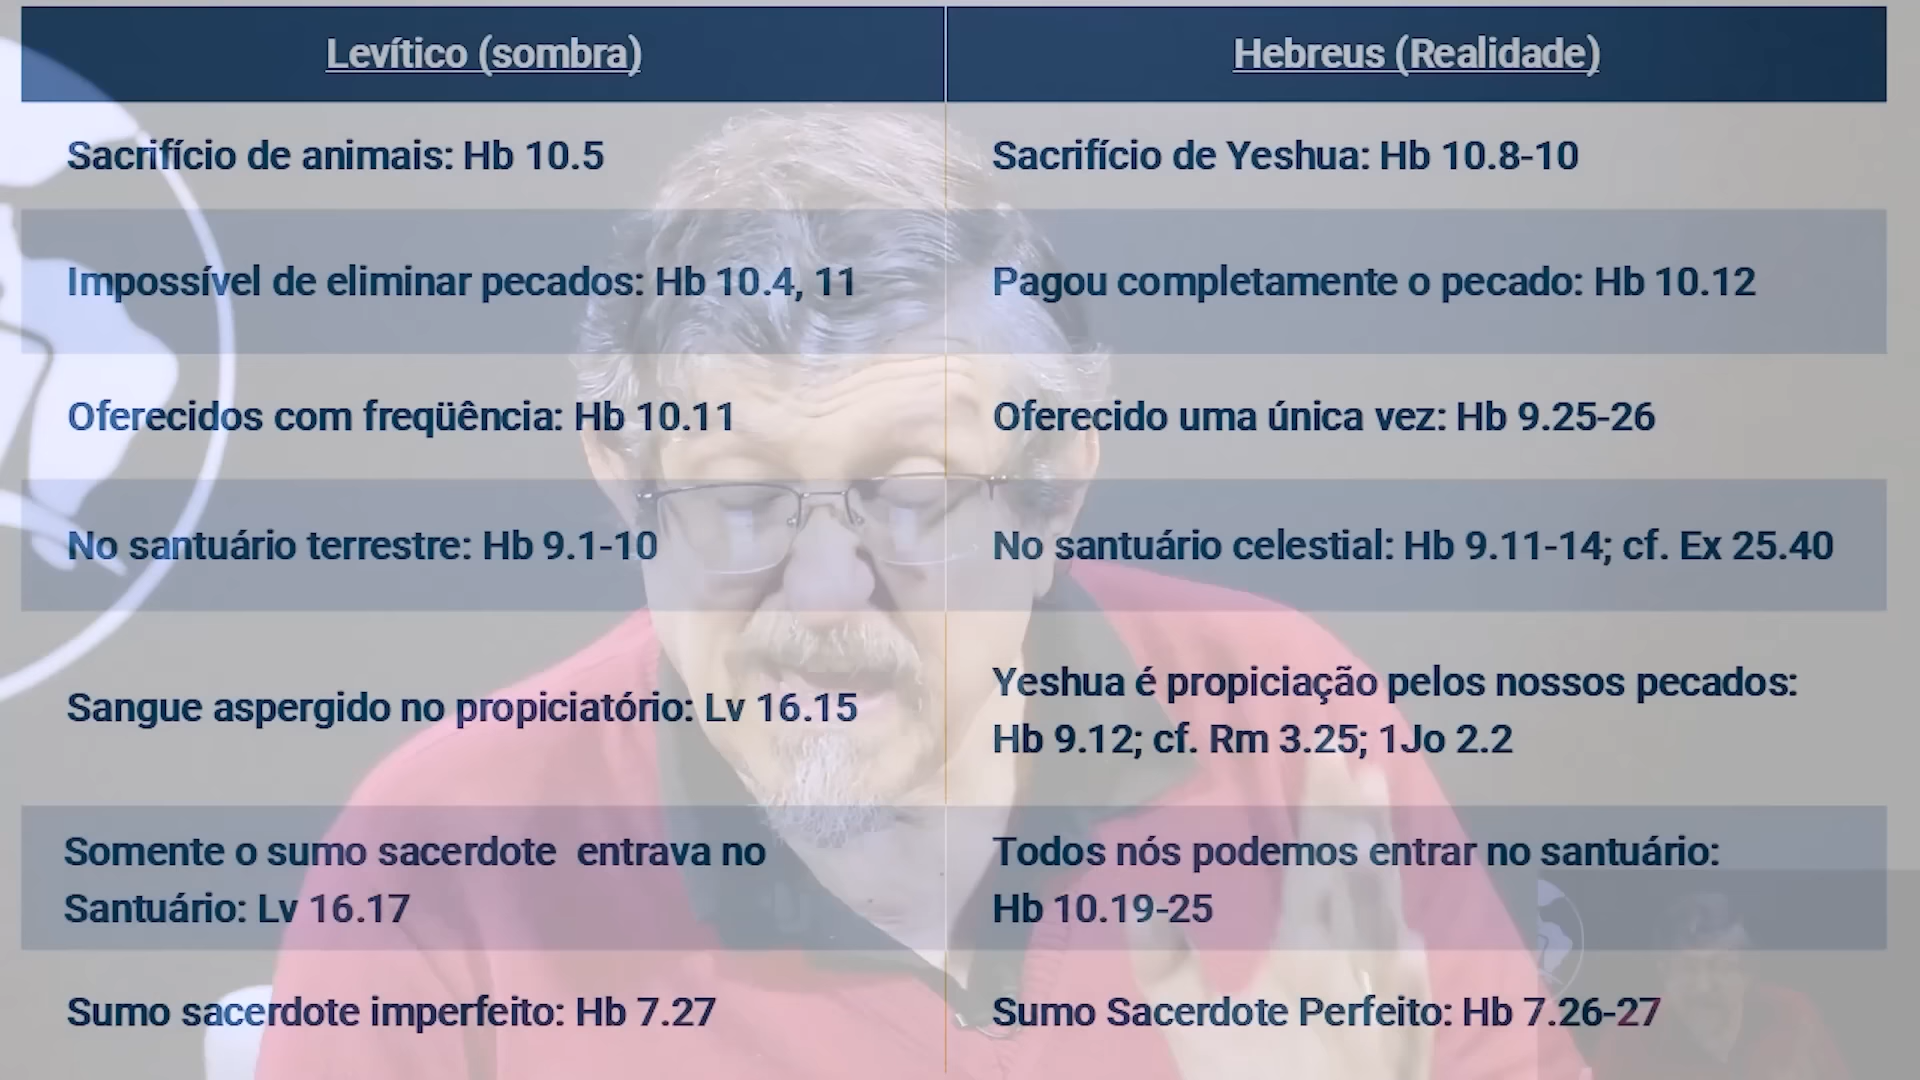 Levítico (sombra)
Hebreus (Realidade)
Sacrifício de animais: Hb 10.5
Sacrifício de Yeshua: Hb 10.8-10
Impossível de eliminar pecados: Hb 10.4, 11
Pagou completamente o pecado: Hb 10.12
Oferecidos com freqüência: Hb 10.11
Oferecido uma única vez: Hb 9.25-26
No santuário terrestre: Hb 9.1-10
No santuário celestial: Hb 9.11-14; cf. Ex 25.40
Sangue aspergido no propiciatório: Lv 16.15
Yeshua é propiciação pelos nossos pecados:
Hb 9.12; cf. Rm 3.25; 1Jo 2.2
Somente o sumo sacerdote  entrava no
Santuário: Lv 16.17
Todos nós podemos entrar no santuário:
Hb 10.19-25
Sumo sacerdote imperfeito: Hb 7.27
Sumo Sacerdote Perfeito: Hb 7.26-27